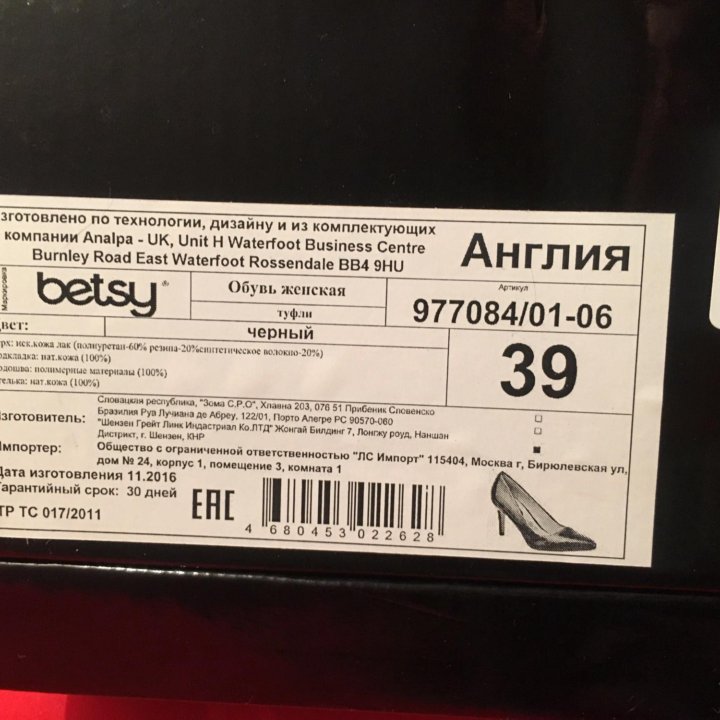 зготовлено по технологии, дизайну и из комплектующих
компании Analpa - UK, Unit H Waterfoot Business Centre
Burnley Road East Waterfoot Rossendale BB4 9HU
Англия
Маркировка
betsy®
Обувь женская
туфли
Артикул
977084/01-06
вет:
черный
39
рх: иск.кожа лак (полиуретан-60% резина-20%синтетическое волокно-20%)
одкладка: нат.кожа (100%)
одошва: полимерные материалы (100%)
телька: нат.кожа (100%)
зготовитель:
Словацкая республика, "Зома С.Р.О", Хлавна 203, 076 51 Прибеник Словенско
Бразилия Руа Лучиана де Абреу, 122/01, Порто Алегре РС 90570-060
"Шензен Грейт Линк Индастриал Ко.ЛТД" Жонгай Билдинг 7, Лонгжу роуд, Наншан
Дистрикт, г. Шензен, КНР
мпортер:
Общество с ограниченной ответственностью "ЛС Импорт" 115404, Москва г, Бирюлевская ул,
дом № 24, корпус 1, помещение 3, комната 1
Дата изготовления 11.2016
Гарантийный срок: 30 дней
ТР ТС 017/2011
ЕАС
4 680453 022628